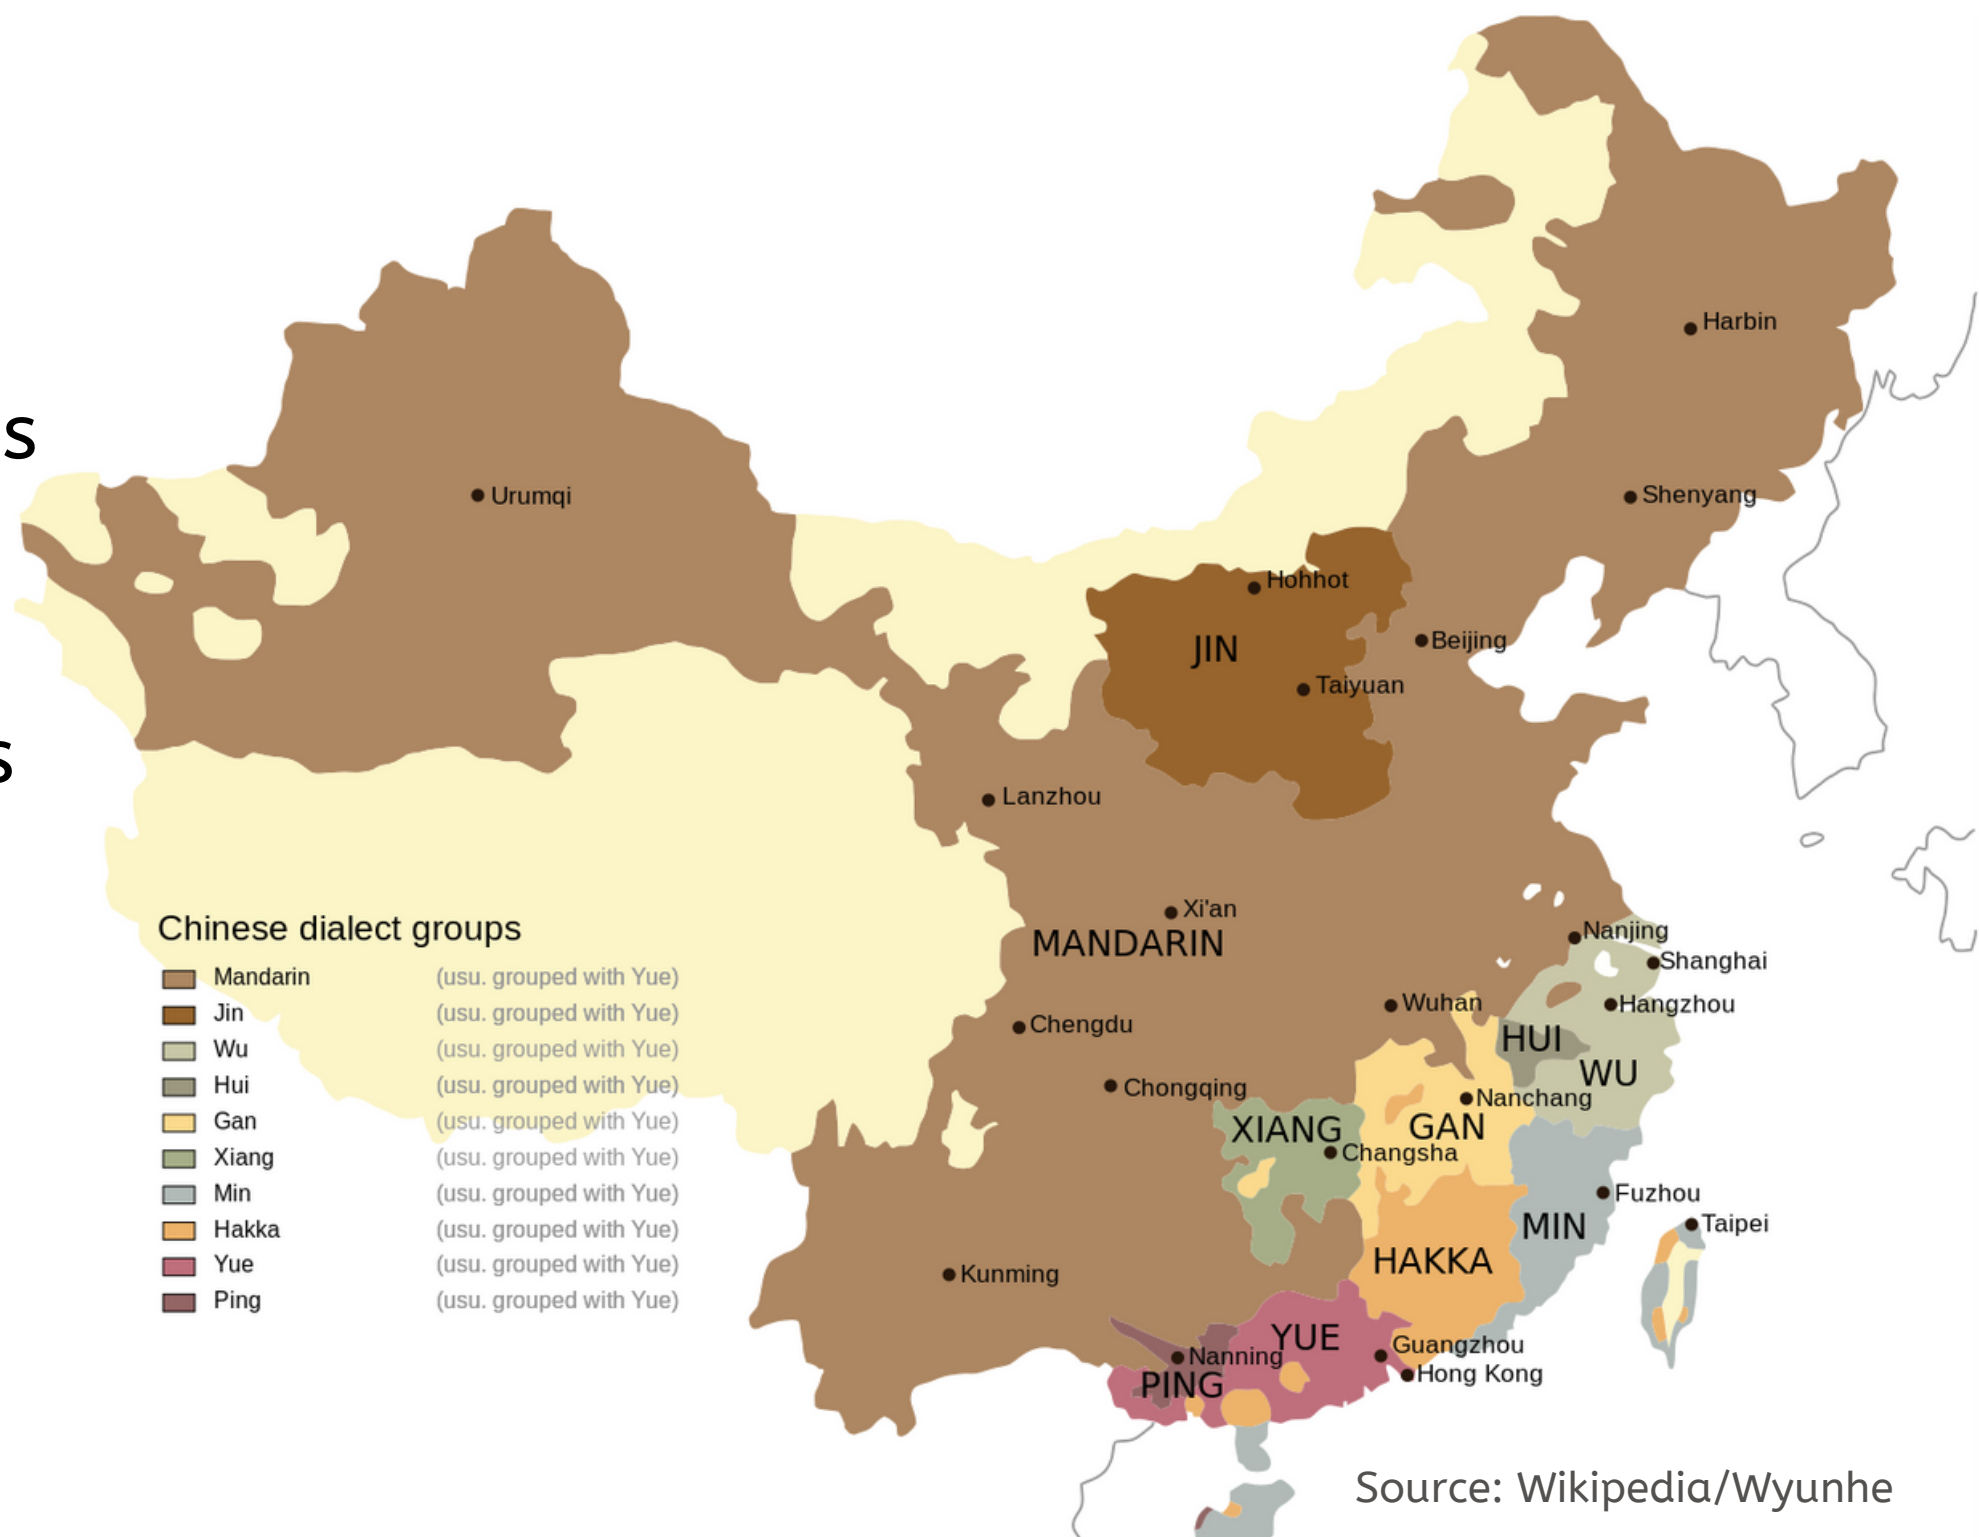 s
s
Harbin
Urumqi
Shenyang
Hohhot
Beijing
JIN
Taiyuan
Lanzhou
Xi'an
MANDARIN
Nanjing
Shanghai
Wuhan
Hangzhou
Chengdu
HUI
WU
Chongqing
Nanchang
XIANG
GAN
Changsha
Fuzhou
MIN
Taipei
HAKKA
Kunming
YUE
Guangzhou
Nanning
Hong Kong
PING
Chinese dialect groups
Mandarin (usu. grouped with Yue)
Jin (usu. grouped with Yue)
Wu (usu. grouped with Yue)
Hui (usu. grouped with Yue)
Gan (usu. grouped with Yue)
Xiang (usu. grouped with Yue)
Min (usu. grouped with Yue)
Hakka (usu. grouped with Yue)
Yue (usu. grouped with Yue)
Ping (usu. grouped with Yue)
Source: Wikipedia/Wyunhe